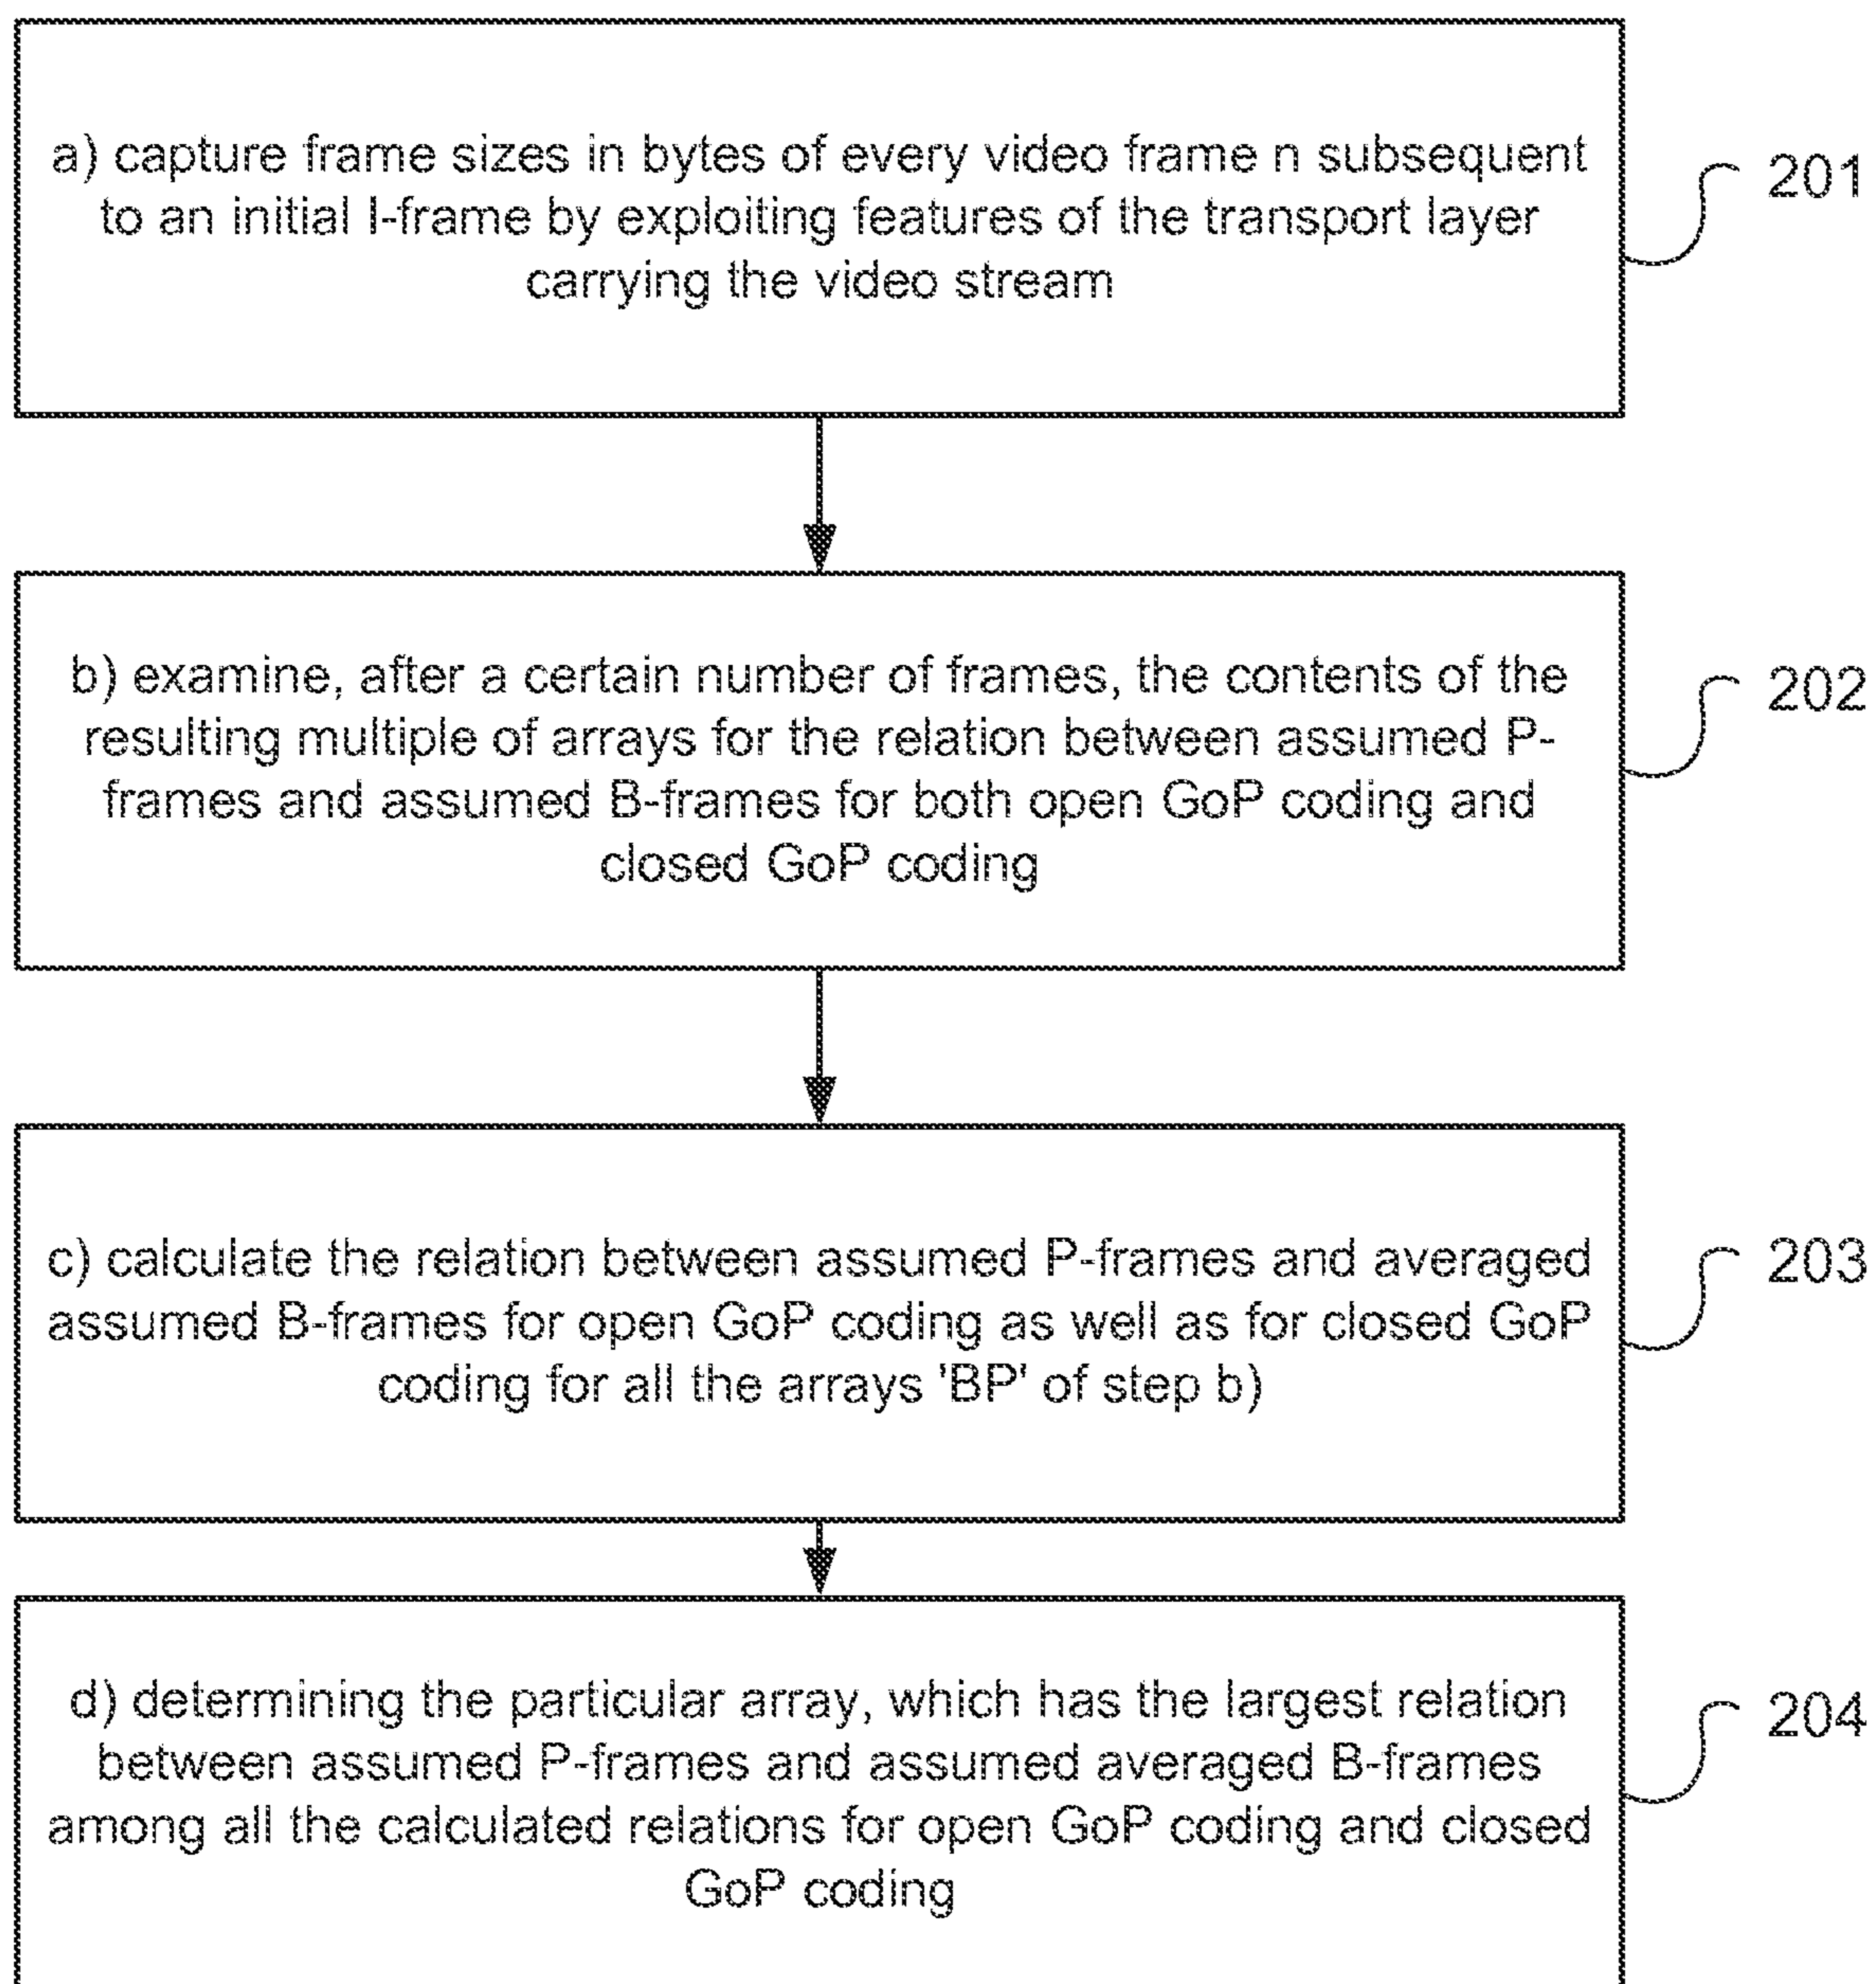 a) capture frame sizes in bytes of every video frame n subsequent
to an initial I-frame by exploiting features of the transport layer
carrying the video stream
201
b) examine, after a certain number of frames, the contents of the
resulting multiple of arrays for the relation between assumed P-
frames and assumed B-frames for both open GoP coding and
closed GoP coding
202
c) calculate the relation between assumed P-frames and averaged
assumed B-frames for open GoP coding as well as for closed GoP
coding for all the arrays 'BP' of step b)
203
d) determining the particular array, which has the largest relation
between assumed P-frames and assumed averaged B-frames
among all the calculated relations for open GoP coding and closed
GoP coding
204